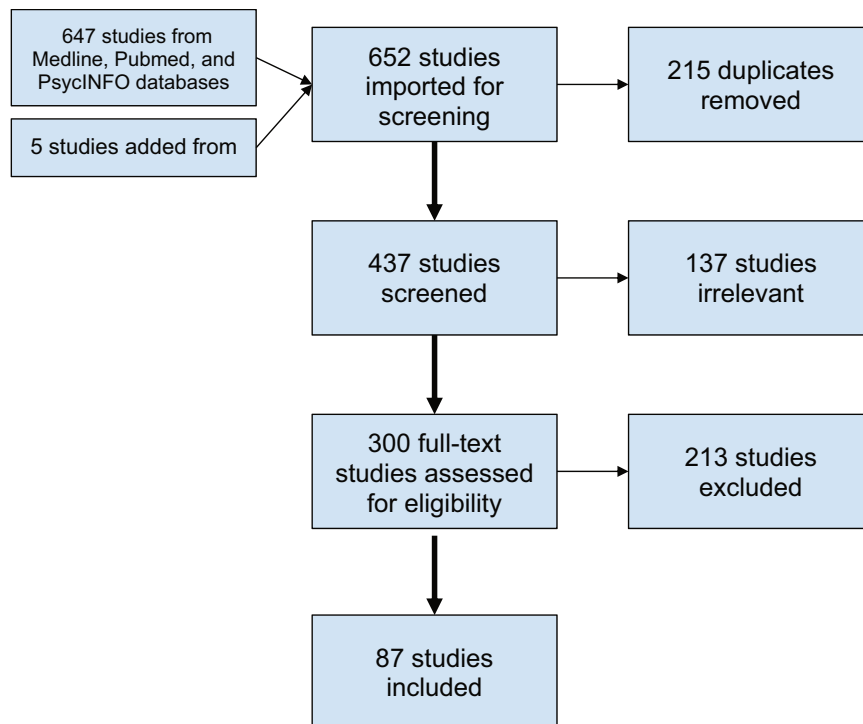 647 studies from
Medline, Pubmed, and
PsycINFO databases
5 studies added from
652 studies
imported for
screening
215 duplicates
removed
437 studies
screened
137 studies
irrelevant
300 full-text
studies assessed
for eligibility
213 studies
excluded
87 studies
included